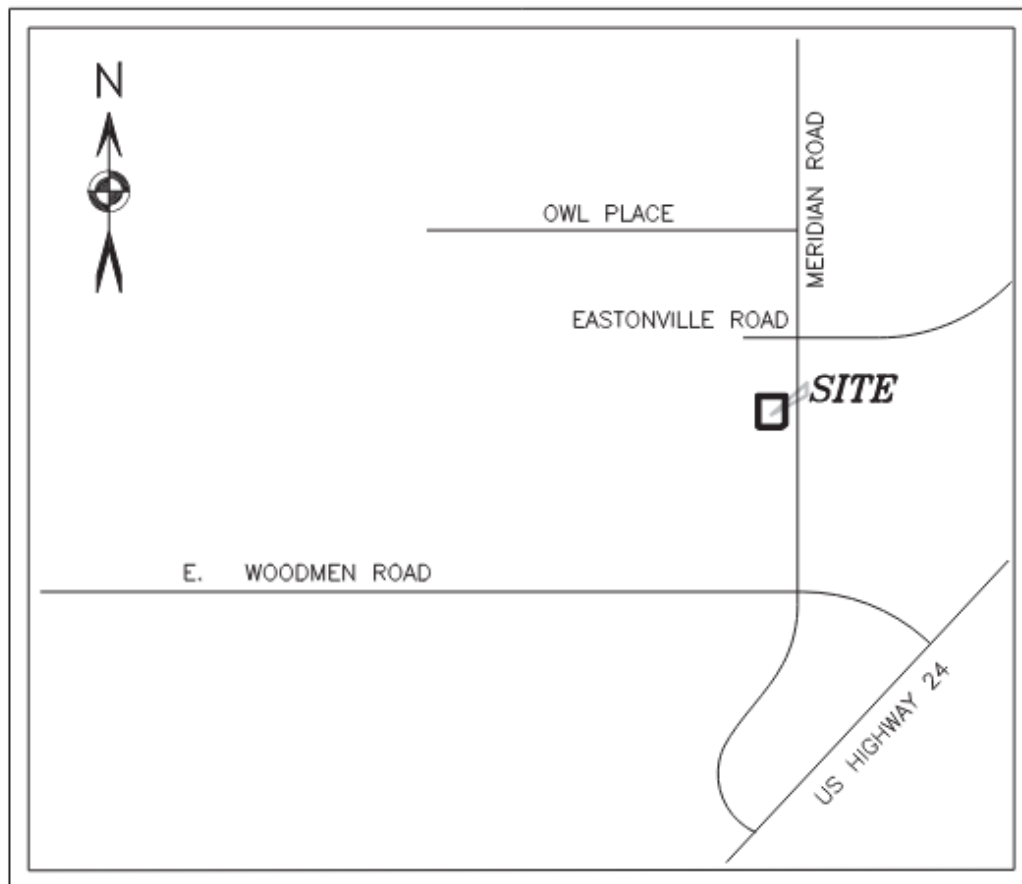 N
OWL PLACE
MERIDIAN ROAD
EASTONVILLE ROAD
SITE
E. WOODMEN ROAD
US HIGHWAY 24